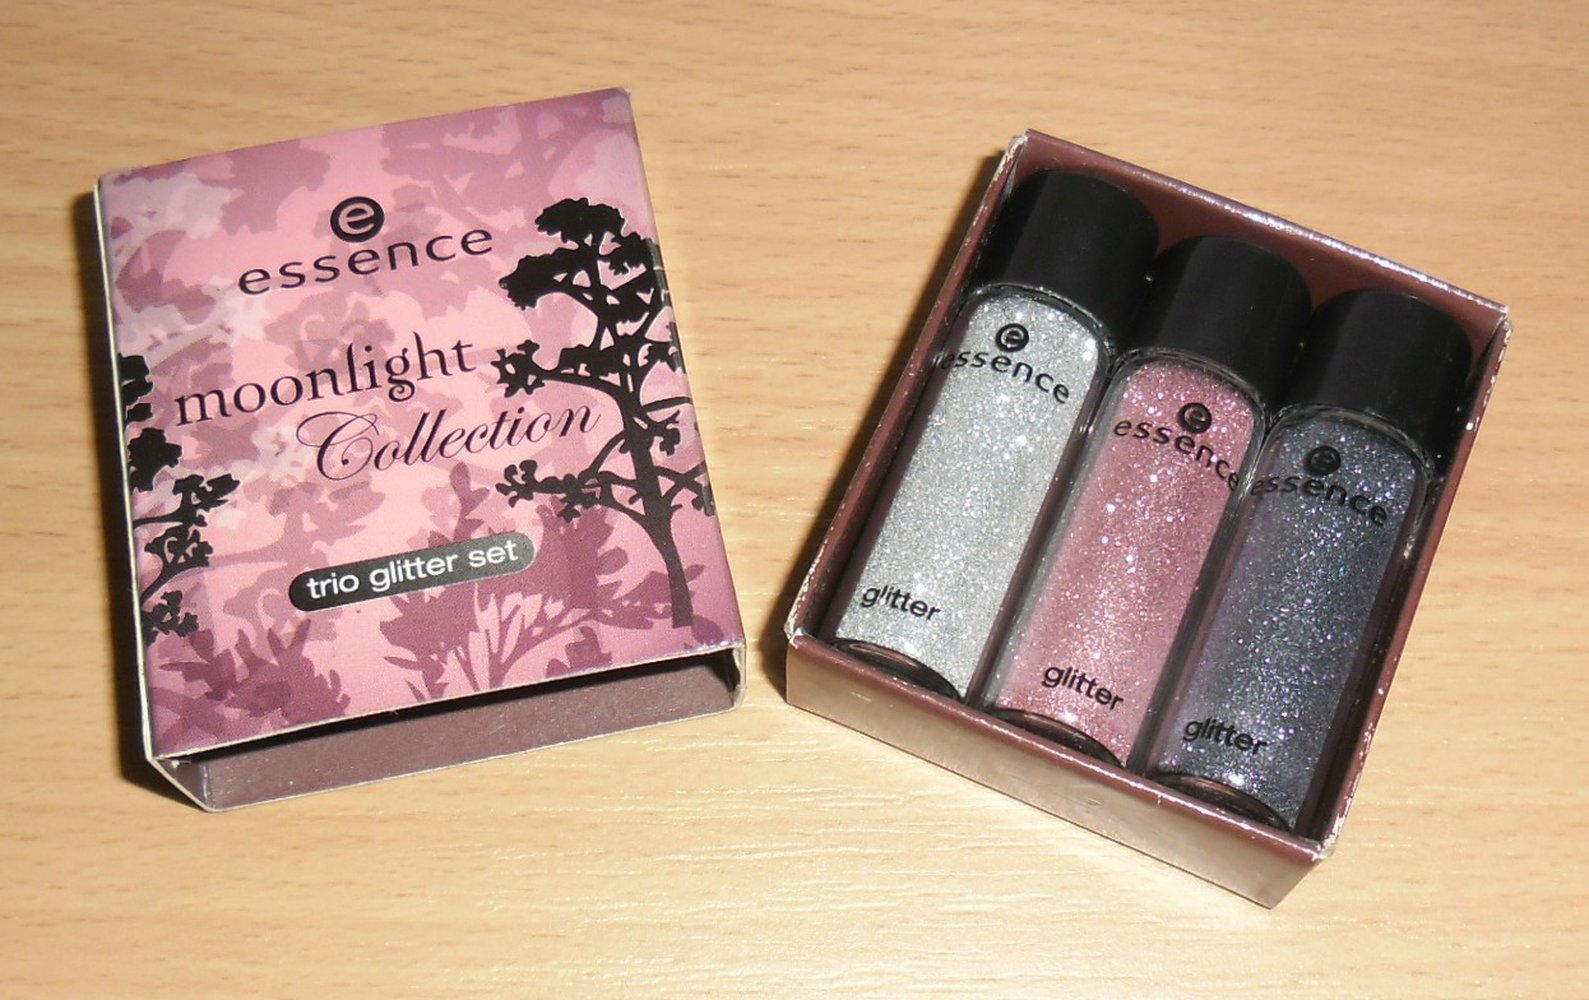 e
essence
moonlight
Collection
trio glitter set
e
essence
glitter
e
essence
glitter
e
essence
glitter